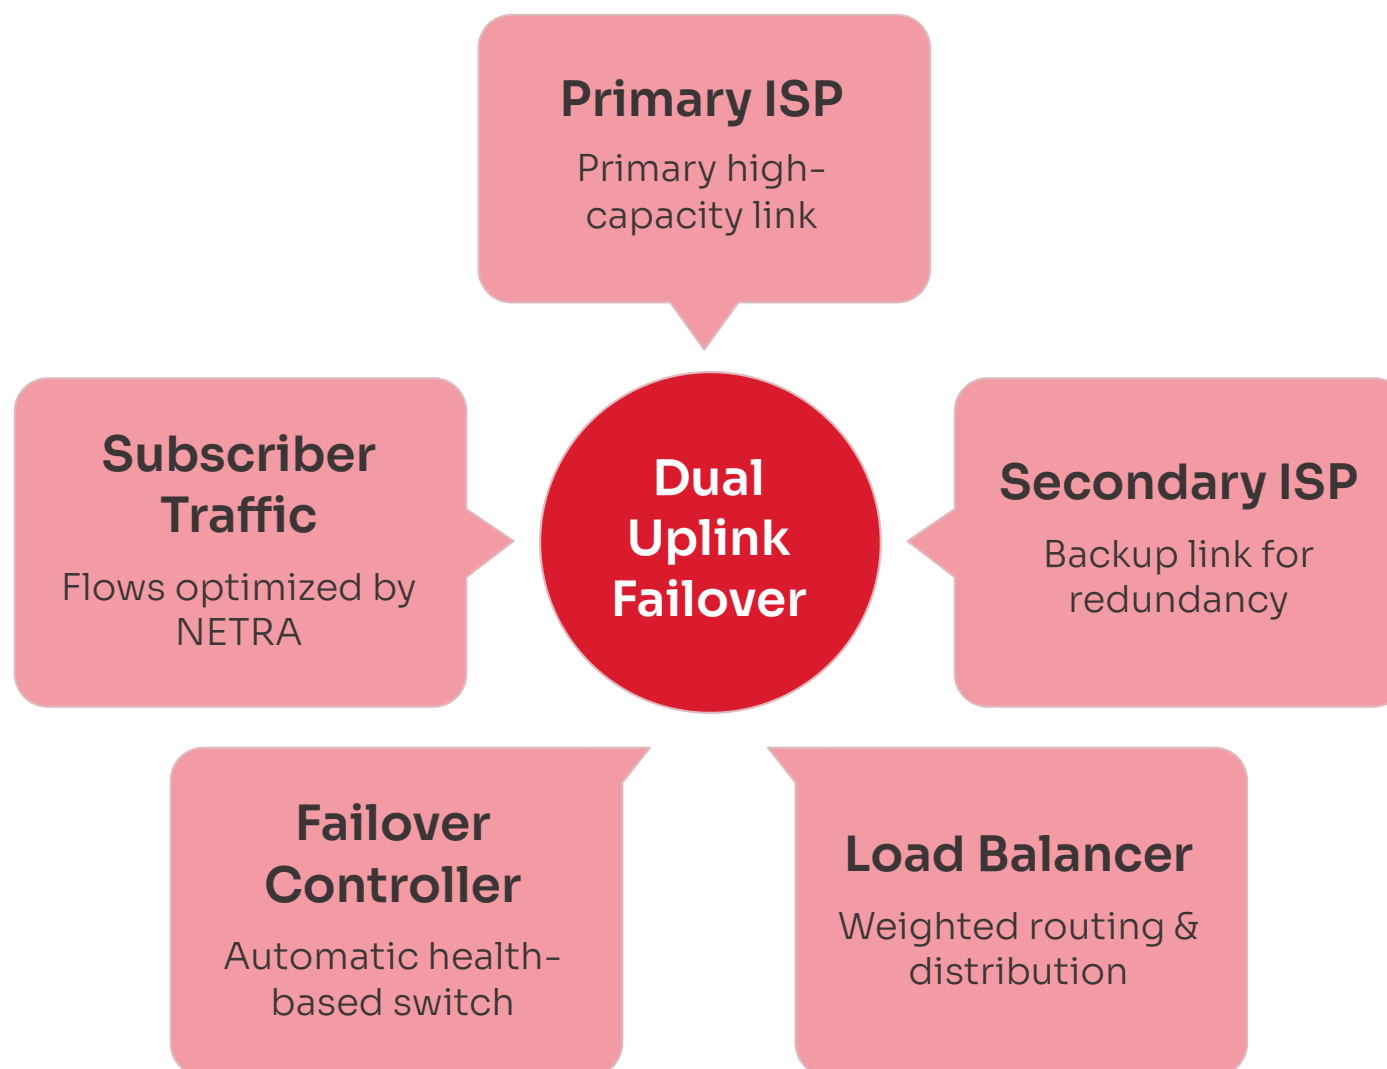 Primary ISP
Primary high-
capacity link
Subscriber
Traffic
Flows optimized by
NETRA
Dual
Uplink
Failover
Secondary ISP
Backup link for
redundancy
Failover
Controller
Automatic health-
based switch
Load Balancer
Weighted routing &
distribution